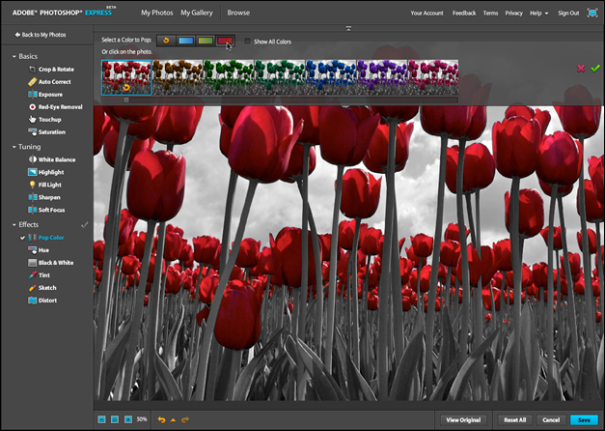 ADOBE® PHOTOSHOP® EXPRESS BETA
My Photos My Gallery Browse
Your Account Feedback Terms Privacy Help Sign Out
Back to My Photos
Select a Color to Pop:
Show All Colors
Or click on the photo.
Basics
Crop & Rotate
Auto Correct
Exposure
Red-Eye Removal
Touchup
Saturation
Tuning
White Balance
Highlight
Fill Light
Sharpen
Soft Focus
Effects
Pop Color
Hue
Black & White
Tint
Sketch
Distort
50%
View Original Reset All Cancel Save